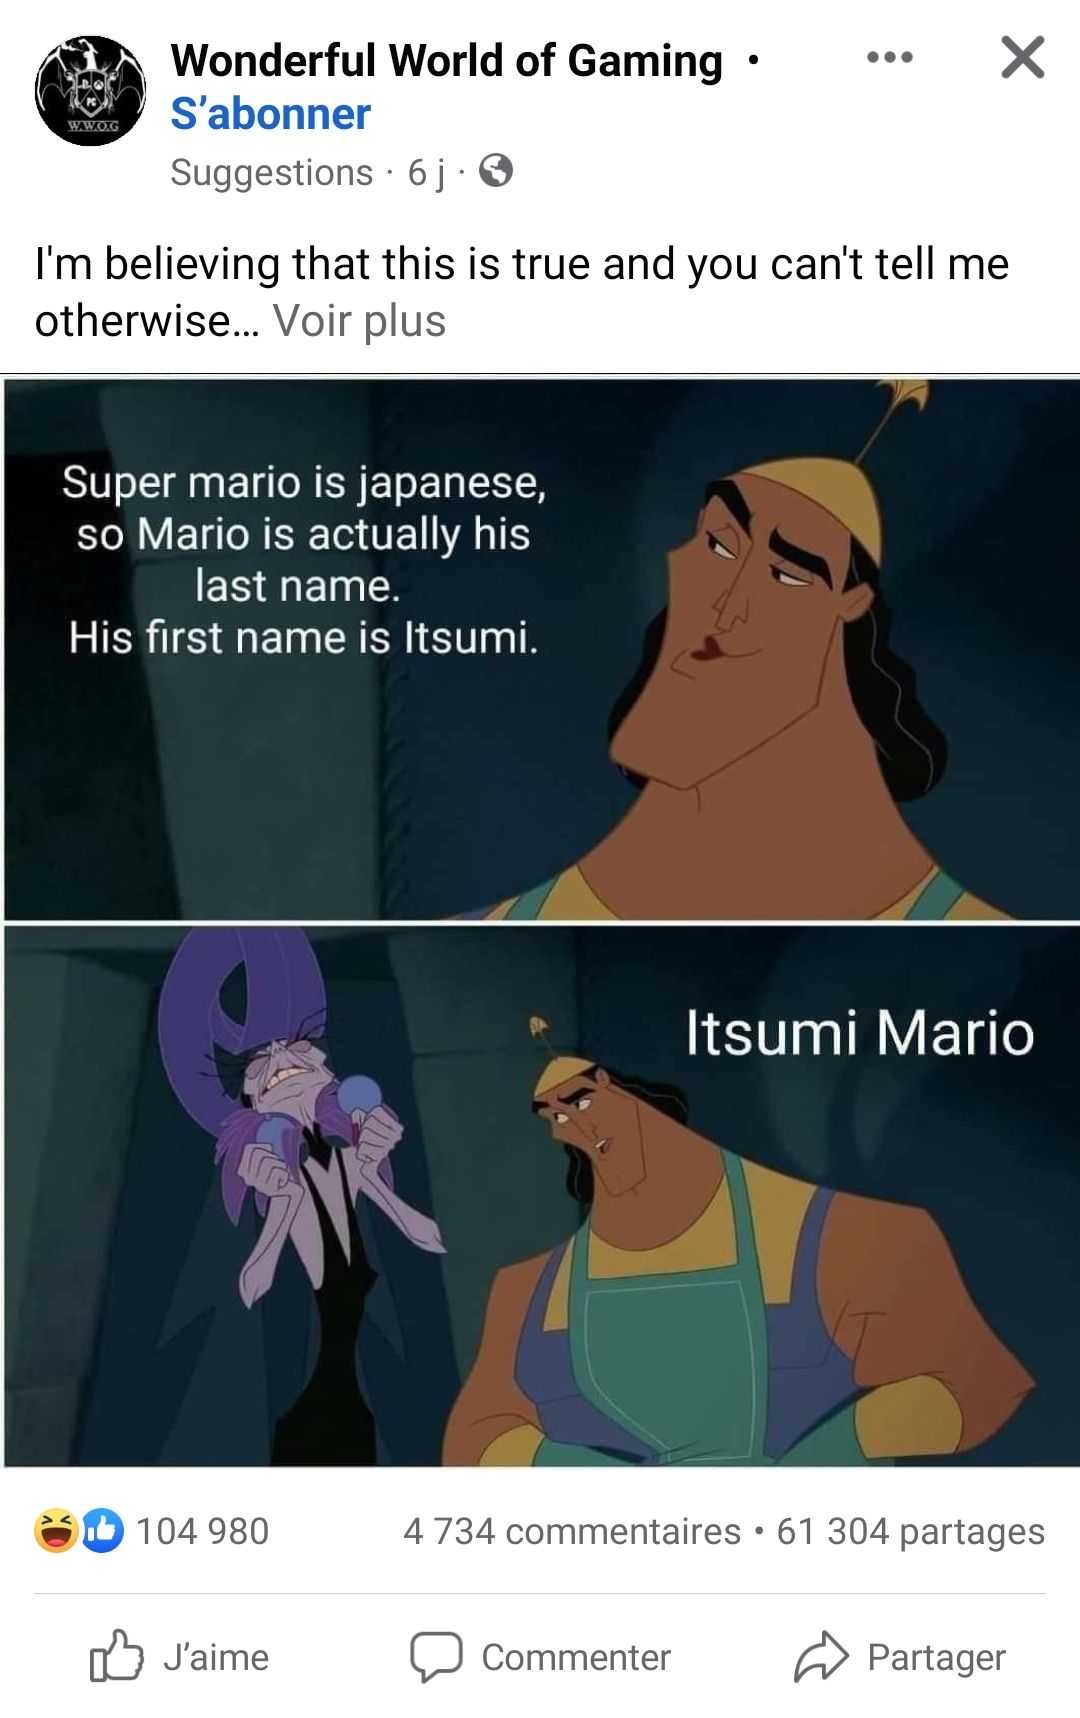 Wonderful World of Gaming •
S’abonner
Suggestions · 6 j ·
PC
W.W.O.G
I'm believing that this is true and you can't tell me
otherwise... Voir plus
Super mario is japanese,
so Mario is actually his
last name.
His first name is Itsumi.
Itsumi Mario
104 980
4 734 commentaires • 61 304 partages
J’aime
Commenter
Partager